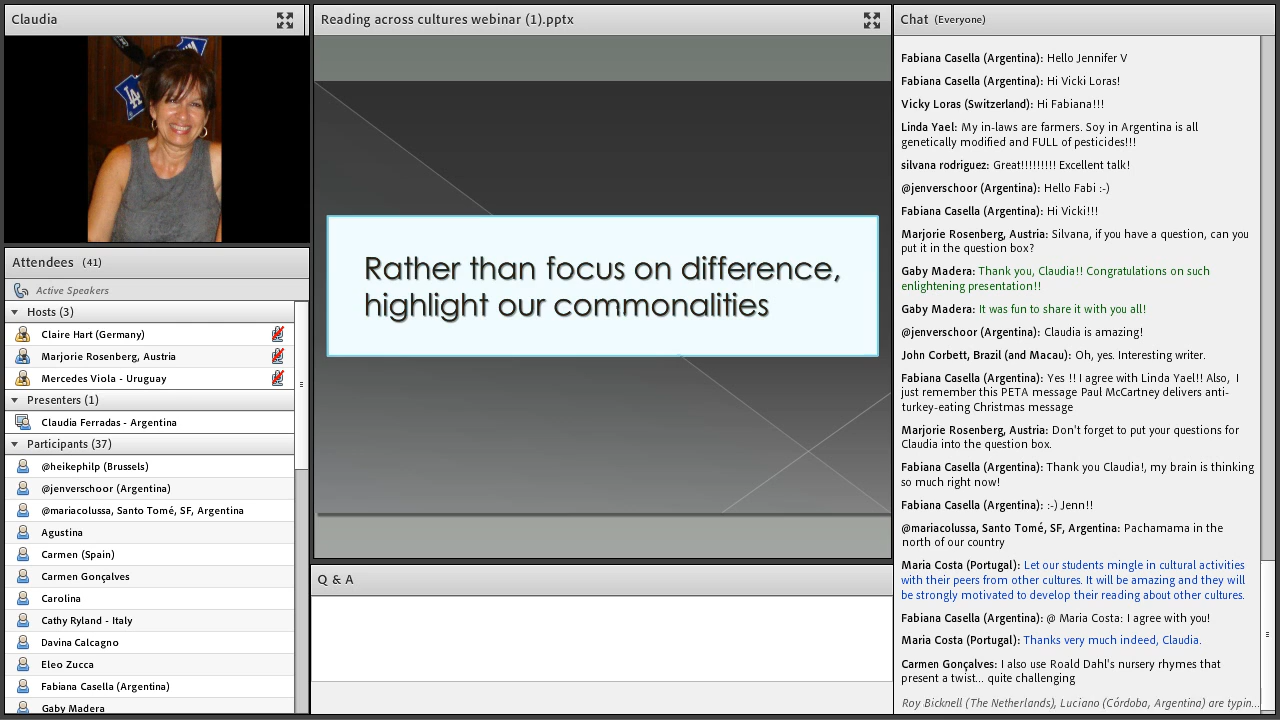 Claudia
LA
Attendees (41)
Active Speakers
Hosts (3)
Claire Hart (Germany)
Marjorie Rosenberg, Austria
Mercedes Viola - Uruguay
Presenters (1)
Claudia Ferradas - Argentina
Participants (37)
@heikephilp (Brussels)
@jenverschoor (Argentina)
@mariacolussa, Santo Tomé, SF, Argentina
Agustina
Carmen (Spain)
Carmen Gonçalves
Carolina
Cathy Ryland - Italy
Davina Calcagno
Eleo Zucca
Fabiana Casella (Argentina)
Gaby Madera
Reading across cultures webinar (1).pptx
Rather than focus on difference,
highlight our commonalities
Q & A
Chat (Everyone)
Fabiana Casella (Argentina): Hello Jennifer V
Fabiana Casella (Argentina): Hi Vicki Loras!
Vicky Loras (Switzerland): Hi Fabiana!!!
Linda Yael: My in-laws are farmers. Soy in Argentina is all
genetically modified and FULL of pesticides!!!
silvana rodriguez: Great!!!!!!!!! Excellent talk!
@jenverschoor (Argentina): Hello Fabi :-)
Fabiana Casella (Argentina): Hi Vicki!!!
Marjorie Rosenberg, Austria: Silvana, if you have a question, can you
put it in the question box?
Gaby Madera: Thank you, Claudia!! Congratulations on such
enlightening presentation!!
Gaby Madera: It was fun to share it with you all!
@jenverschoor (Argentina): Claudia is amazing!
John Corbett, Brazil (and Macau): Oh, yes. Interesting writer.
Fabiana Casella (Argentina): Yes !! I agree with Linda Yael!! Also, I
just remember this PETA message Paul McCartney delivers anti-
turkey-eating Christmas message
Marjorie Rosenberg, Austria: Don't forget to put your questions for
Claudia into the question box.
Fabiana Casella (Argentina): Thank you Claudia!, my brain is thinking
so much right now!
Fabiana Casella (Argentina): :-) Jenn!!
@mariacolussa, Santo Tomé, SF, Argentina: Pachamama in the
north of our country
Maria Costa (Portugal): Let our students mingle in cultural activities
with their peers from other cultures. It will be amazing and they will
be strongly motivated to develop their reading about other cultures.
Fabiana Casella (Argentina): @ Maria Costa: I agree with you!
Maria Costa (Portugal): Thanks very much indeed, Claudia.
Carmen Gonçalves: I also use Roald Dahl's nursery rhymes that
present a twist... quite challenging
Roy Bicknell (The Netherlands), Luciano (Córdoba, Argentina) are typin...